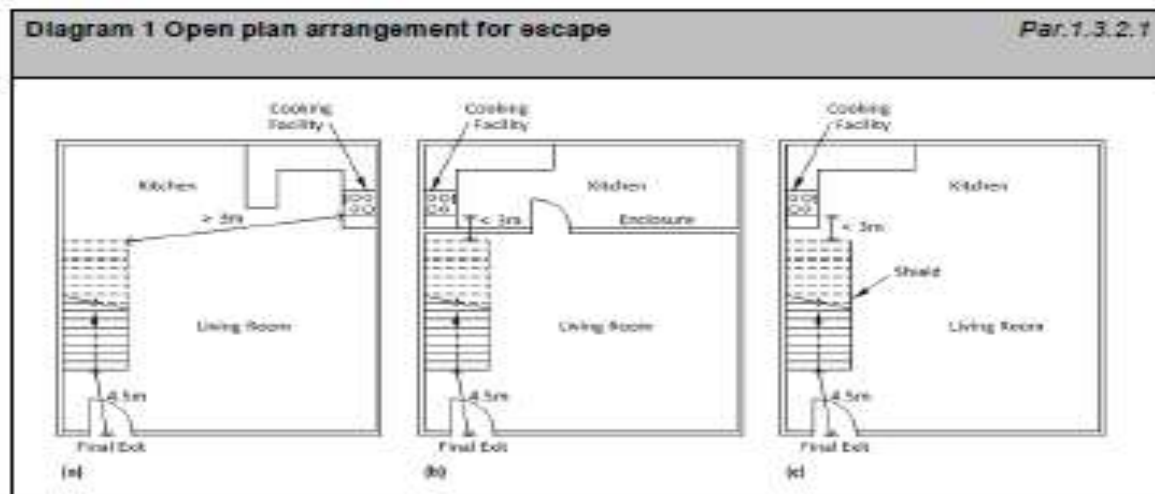 Diagram 1 Open plan arrangement for escape
Par.1.3.2.1
Cooking
Facility
Kitchen
> 3m
Living Room
4.5m
Final Exit
(a)
Cooking
Facility
Kitchen
< 3m
Enclosure
Living Room
4.5m
Final Exit
(b)
Cooking
Facility
Kitchen
< 3m
Shield
Living Room
4.5m
Final Exit
(c)